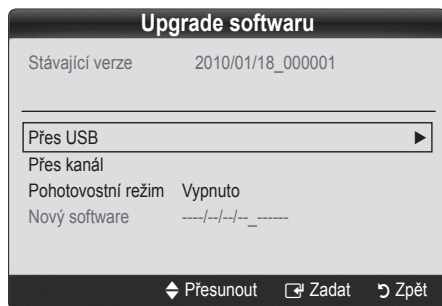 Upgrade softwaru
Stávající verze 2010/01/18_000001
Přes USB
Přes kanál
Pohotovostní režim Vypnuto
Nový software ----/--/--/--_------
Přesunout Zadat Zpět